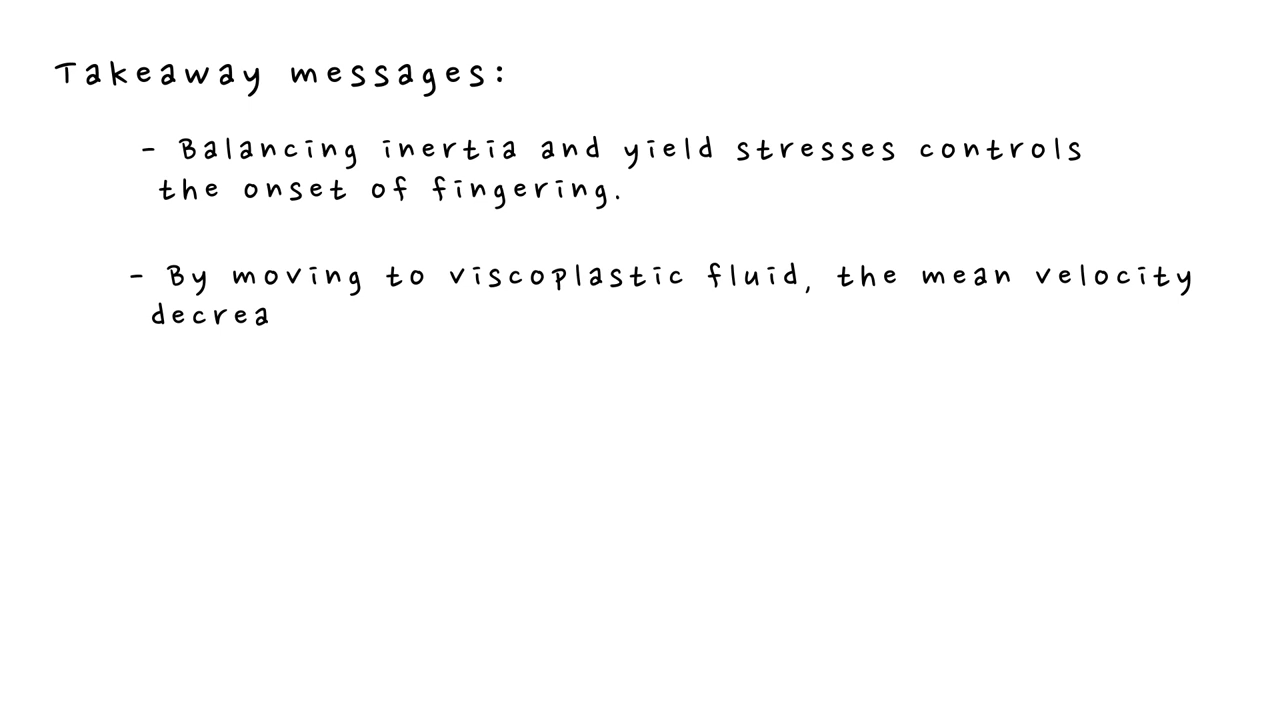 Takeaway messages:
- Balancing inertia and yield stresses controls
the onset of fingering.
- By moving to viscoplastic fluid, the mean velocity
decrea